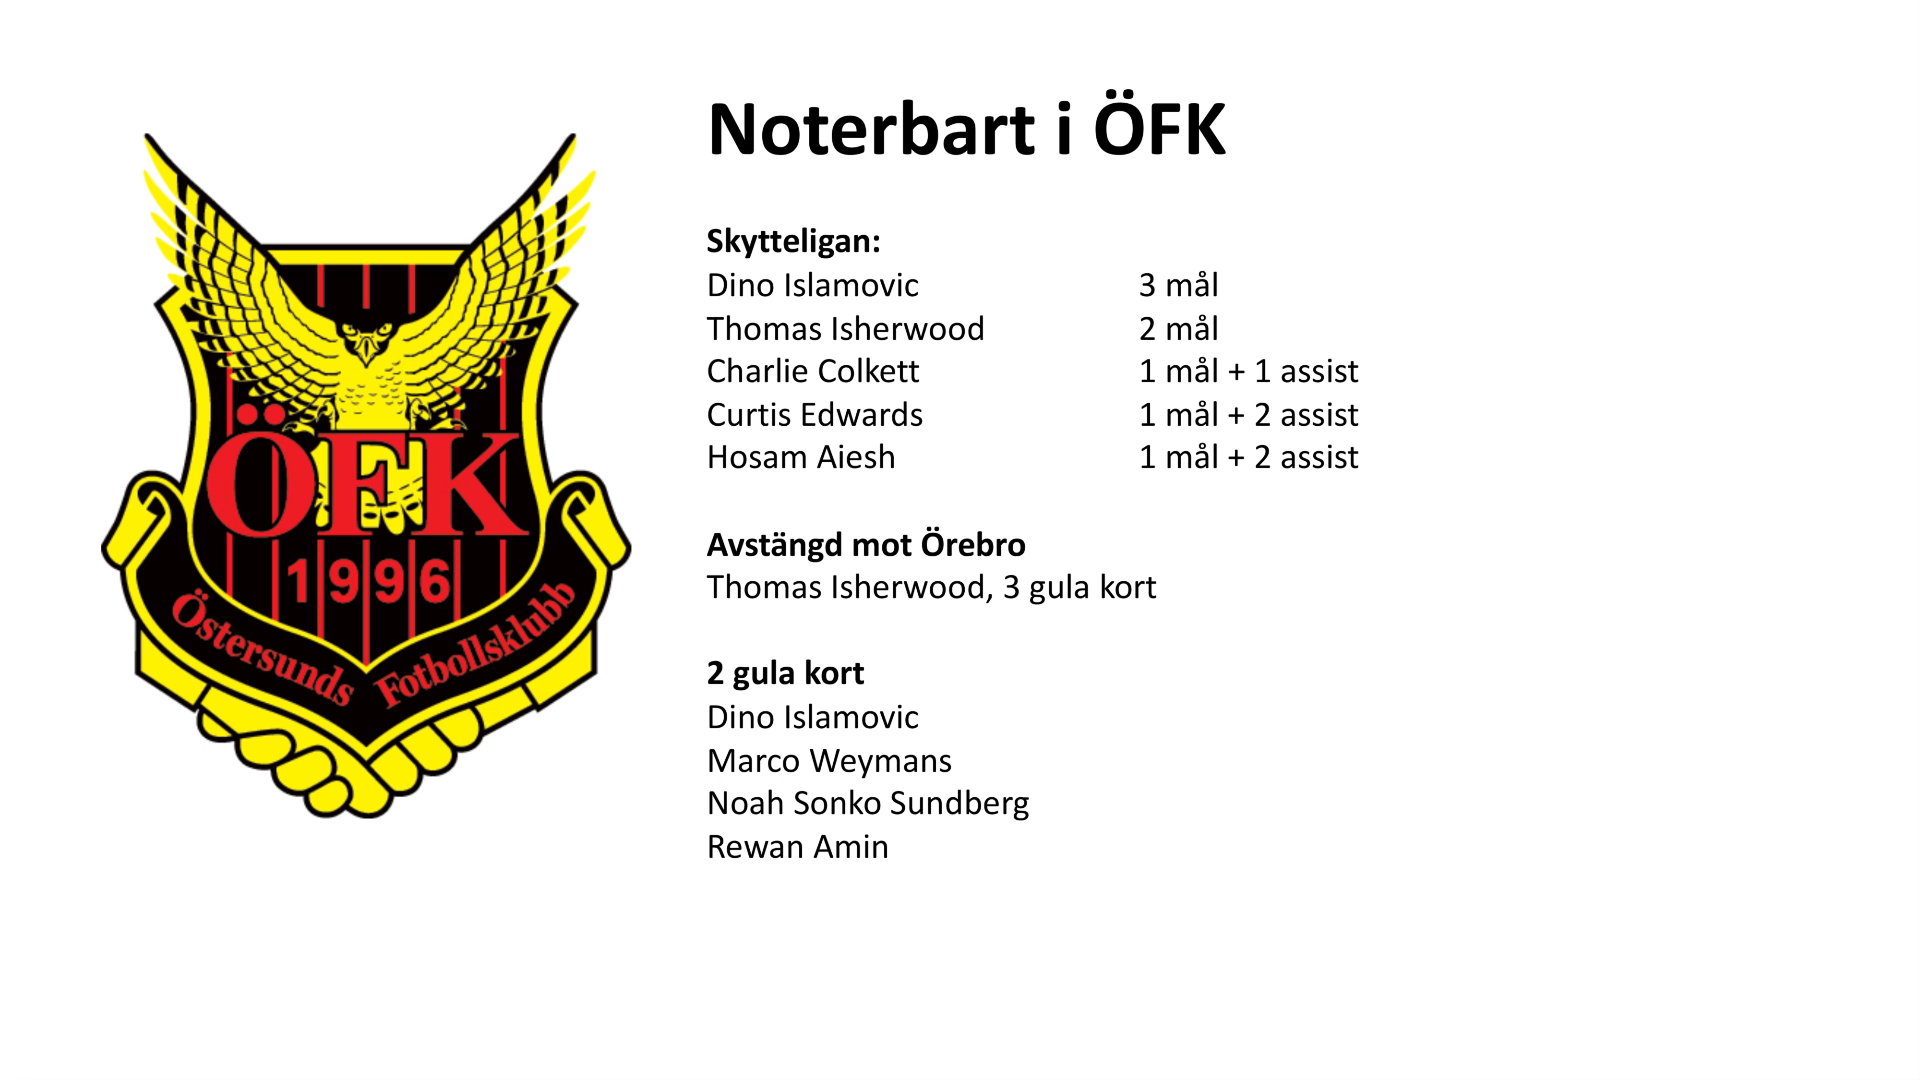 Noterbart i ÖFK
Skytteligan:
Dino Islamovic 3 mål
Thomas Isherwood 2 mål
Charlie Colkett 1 mål + 1 assist
Curtis Edwards 1 mål + 2 assist
Hosam Aiesh 1 mål + 2 assist
Avstängd mot Örebro
Thomas Isherwood, 3 gula kort
2 gula kort
Dino Islamovic
Marco Weymans
Noah Sonko Sundberg
Rewan Amin
ÖFK
1996
Östersunds Fotbollsklubb